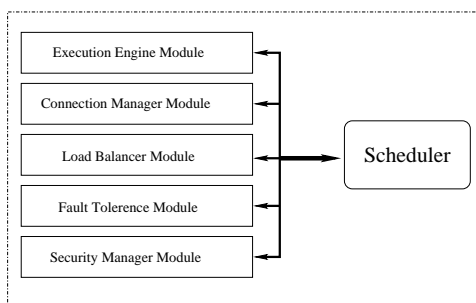 Execution Engine Module
Connection Manager Module
Load Balancer Module
Scheduler
Fault Tolerence Module
Security Manager Module